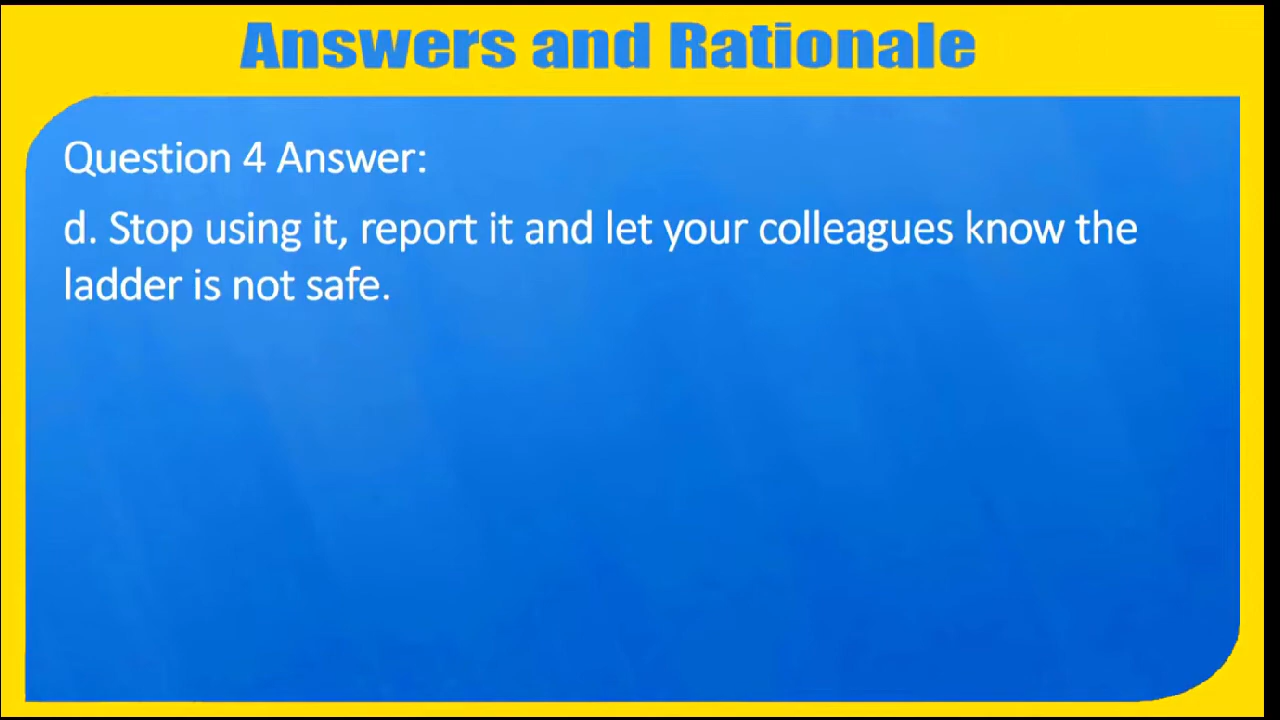 Answers and Rationale
Question 4 Answer:
d. Stop using it, report it and let your colleagues know the
ladder is not safe.